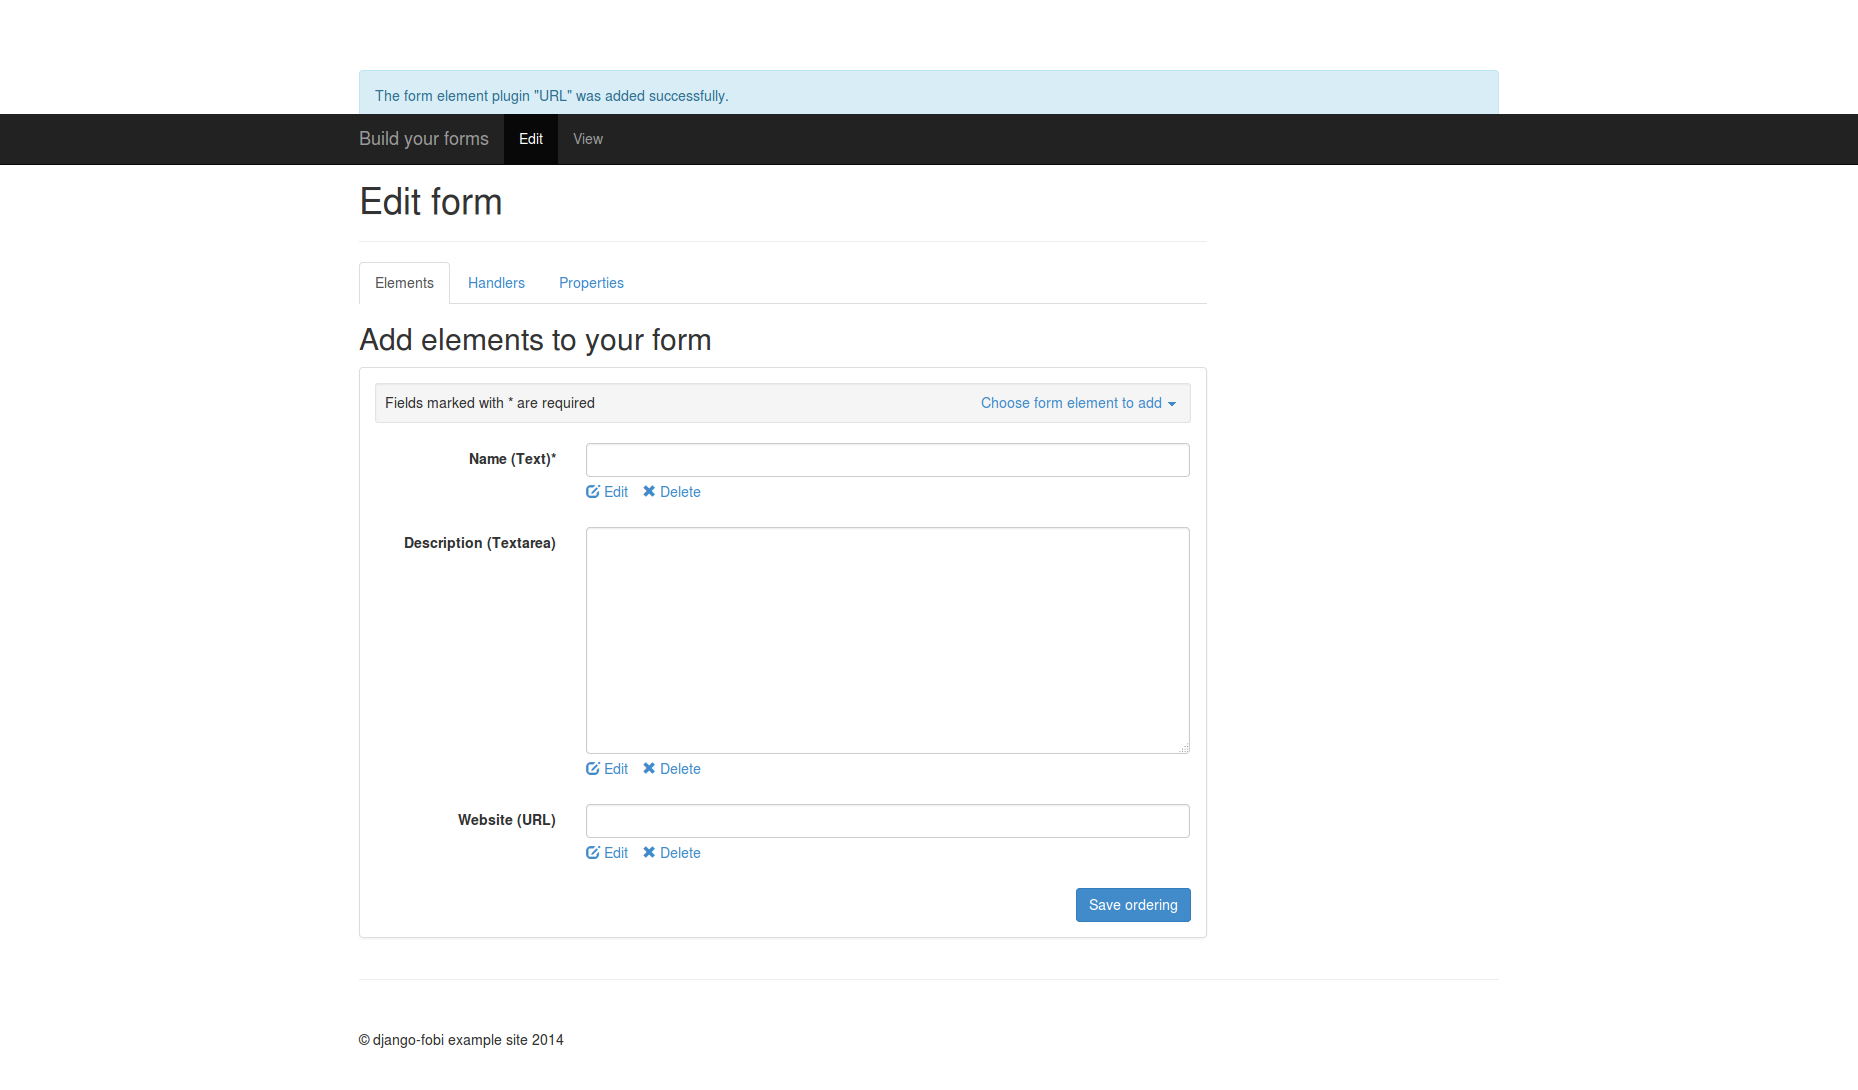 The form element plugin "URL" was added successfully.
Build your forms Edit View
Edit form
Elements Handlers Properties
Add elements to your form
Fields marked with * are required Choose form element to add
Name (Text)*
Edit Delete
Description (Textarea)
Edit Delete
Website (URL)
Edit Delete
Save ordering
© django-fobi example site 2014